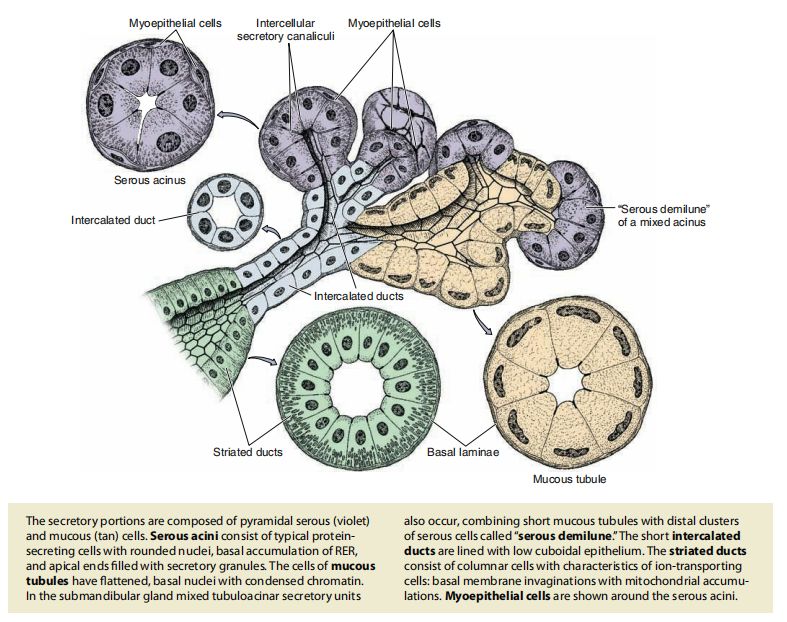 Myoepithelial cells
Intercellular
secretory canaliculi
Myoepithelial cells
Serous acinus
Intercalated duct
“Serous demilune”
of a mixed acinus
Intercalated ducts
Striated ducts
Basal laminae
Mucous tubule
The secretory portions are composed of pyramidal serous (violet)
and mucous (tan) cells. Serous acini consist of typical protein-
secreting cells with rounded nuclei, basal accumulation of RER,
and apical ends filled with secretory granules. The cells of mucous
tubules have flattened, basal nuclei with condensed chromatin.
In the submandibular gland mixed tubuloacinar secretory units
also occur, combining short mucous tubules with distal clusters
of serous cells called “serous demilune.” The short intercalated
ducts are lined with low cuboidal epithelium. The striated ducts
consist of columnar cells with characteristics of ion-transporting
cells: basal membrane invaginations with mitochondrial accumu-
lations. Myoepithelial cells are shown around the serous acini.